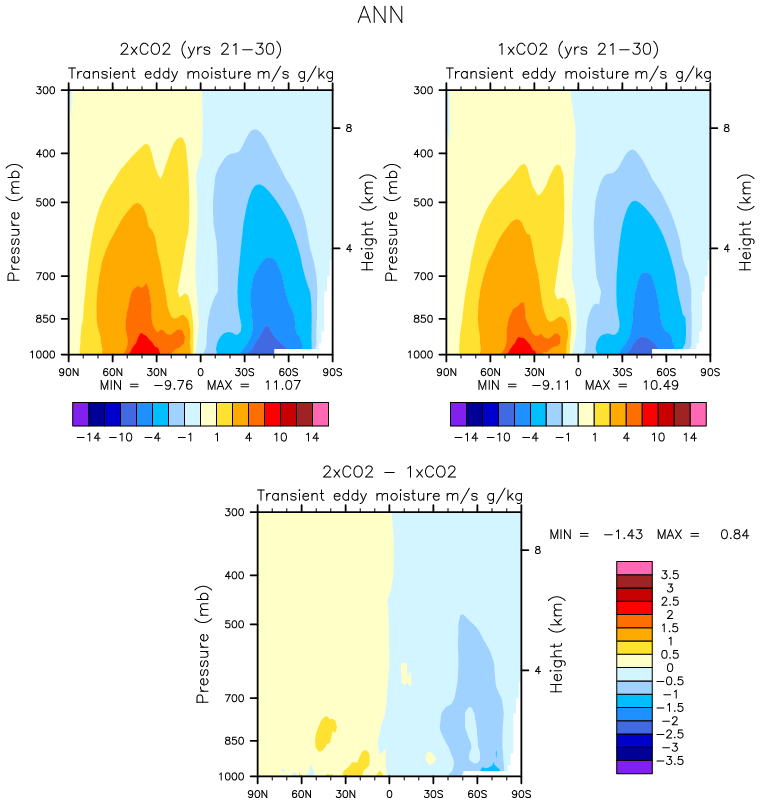 ANN
2xCO2 (yrs 21−30)
Transient eddy moisture m/s g/kg
300
400
500
700
850
1000
Pressure (mb)
8
4
Height (km)
90N 60N 30N 0 30S 60S 90S
MIN = −9.76 MAX = 11.07
−14 −10 −4 −1 1 4 10 14
1xCO2 (yrs 21−30)
Transient eddy moisture m/s g/kg
300
400
500
700
850
1000
Pressure (mb)
8
4
Height (km)
90N 60N 30N 0 30S 60S 90S
MIN = −9.11 MAX = 10.49
−14 −10 −4 −1 1 4 10 14
2xCO2 − 1xCO2
Transient eddy moisture m/s g/kg
300
400
500
700
850
1000
Pressure (mb)
8
4
Height (km)
90N 60N 30N 0 30S 60S 90S
MIN = −1.43 MAX = 0.84
3.5
3
2.5
2
1.5
1
0.5
0
−0.5
−1
−1.5
−2
−2.5
−3
−3.5